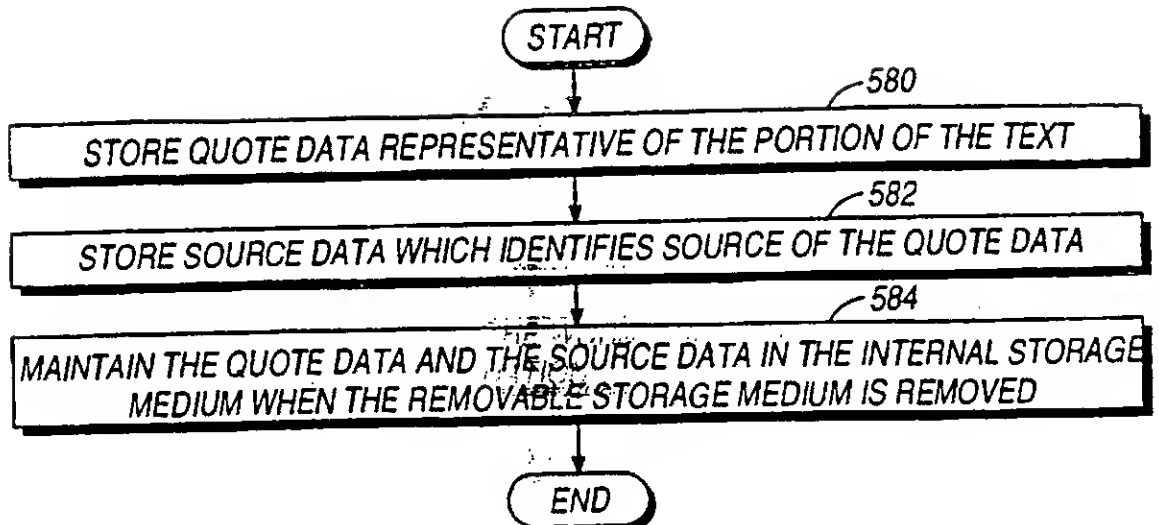 START
580
STORE QUOTE DATA REPRESENTATIVE OF THE PORTION OF THE TEXT
582
STORE SOURCE DATA WHICH IDENTIFIES SOURCE OF THE QUOTE DATA
584
MAINTAIN THE QUOTE DATA AND THE SOURCE DATA IN THE INTERNAL STORAGE
MEDIUM WHEN THE REMOVABLE STORAGE MEDIUM IS REMOVED
END